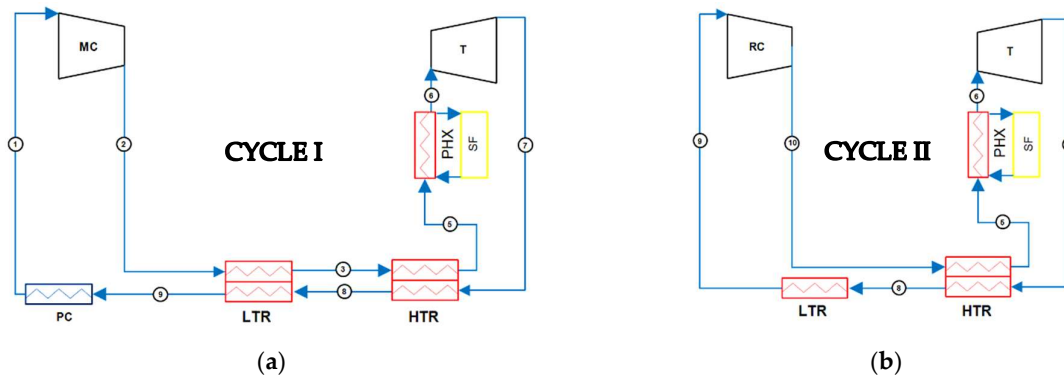 MC
T
6
1
2
CYCLE I
PHX
SF
7
5
3
9
8
PC
LTR
HTR
(a)
RC
T
6
9
10
CYCLE II
PHX
SF
5
8
LTR
HTR
(b)